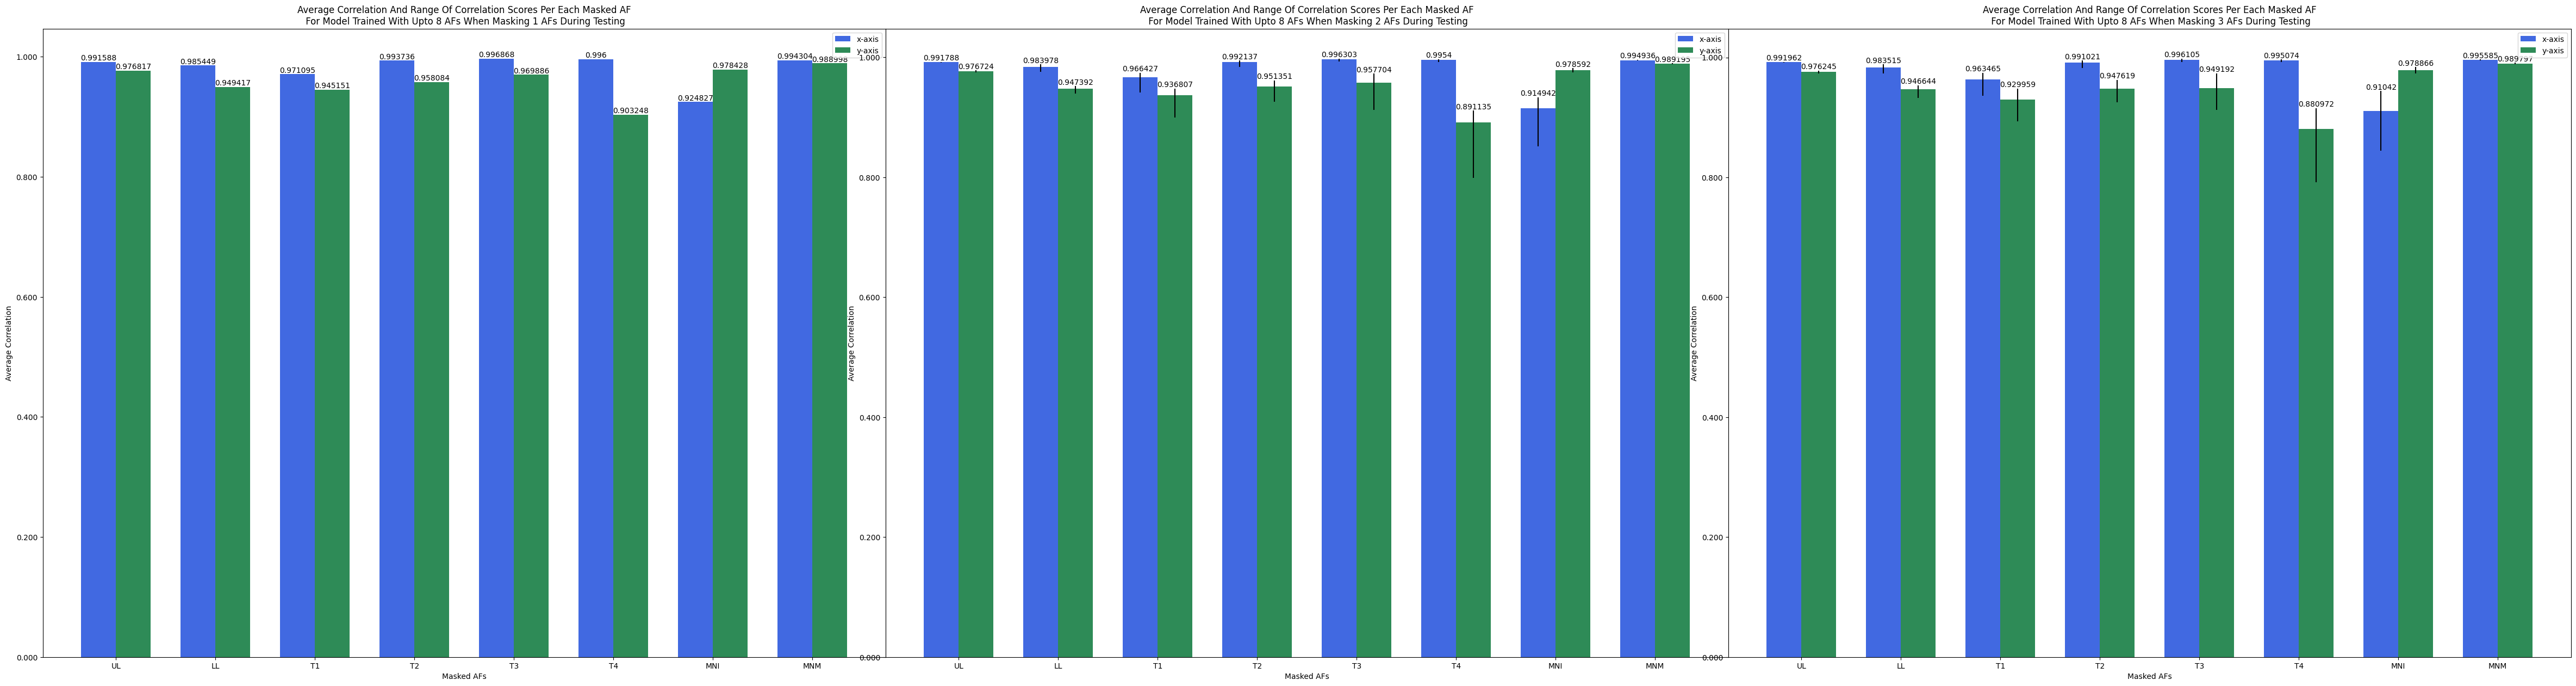 Average Correlation And Range Of Correlation Scores Per Each Masked AF
For Model Trained With Upto 8 AFs When Masking 1 AFs During Testing
x-axis
y-axis
1.000
0.800
0.600
0.400
0.200
0.000
Average Correlation
0.991588
0.976817
0.985449
0.949417
0.971095
0.945151
0.993736
0.958084
0.996868
0.969886
0.996
0.903248
0.924827
0.978428
0.994304
0.988998
UL
LL
T1
T2
T3
T4
MNI
MNM
Masked AFs
Average Correlation And Range Of Correlation Scores Per Each Masked AF
For Model Trained With Upto 8 AFs When Masking 2 AFs During Testing
x-axis
y-axis
1.000
0.800
0.600
0.400
0.200
0.000
Average Correlation
0.991788
0.976724
0.983978
0.947392
0.966427
0.936807
0.992137
0.951351
0.996303
0.957704
0.9954
0.891135
0.914942
0.978592
0.994936
0.989195
UL
LL
T1
T2
T3
T4
MNI
MNM
Masked AFs
Average Correlation And Range Of Correlation Scores Per Each Masked AF
For Model Trained With Upto 8 AFs When Masking 3 AFs During Testing
x-axis
y-axis
1.000
0.800
0.600
0.400
0.200
0.000
Average Correlation
0.991962
0.976245
0.983515
0.946644
0.963465
0.929959
0.991021
0.947619
0.996105
0.949192
0.995074
0.880972
0.91042
0.978866
0.995585
0.989797
UL
LL
T1
T2
T3
T4
MNI
MNM
Masked AFs